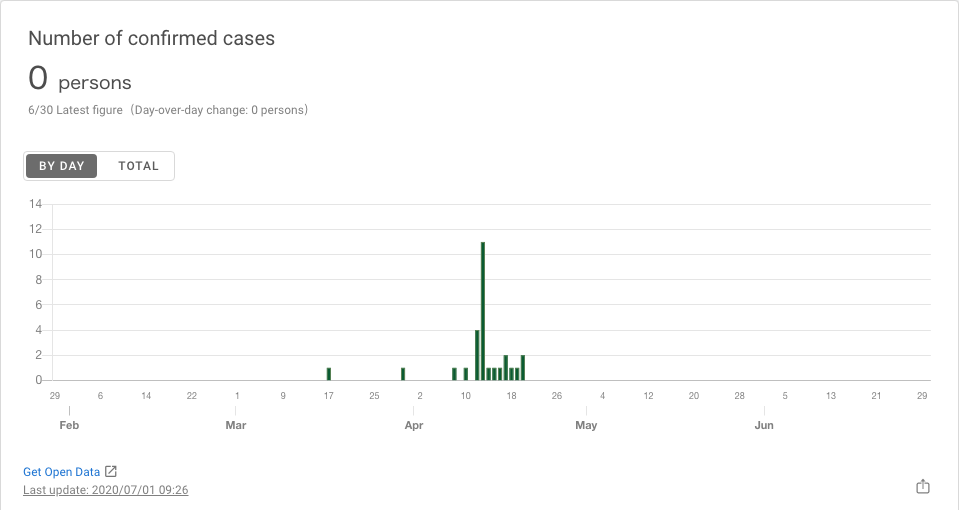 Number of confirmed cases
0 persons
6/30 Latest figure（Day-over-day change: 0 persons）
BY DAY TOTAL
14
12
10
8
6
4
2
0
29 6 14 22 1 9 17 25 2 10 18 26 4 12 20 28 5 13 21 29
Feb Mar Apr May Jun
Get Open Data
Last update: 2020/07/01 09:26